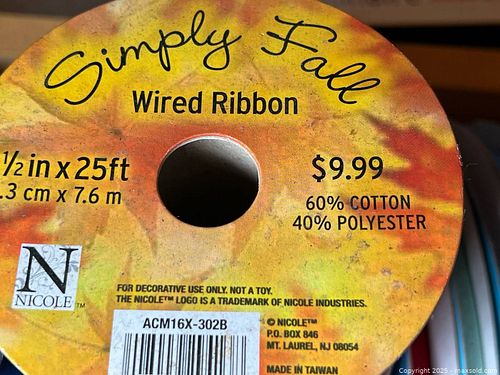 Simply Fall
Wired Ribbon
½ in x 25ft
.3 cm x 7.6 m
$9.99
60% COTTON
40% POLYESTER
N
NICOLE™
FOR DECORATIVE USE ONLY. NOT A TOY.
THE NICOLE™ LOGO IS A TRADEMARK OF NICOLE INDUSTRIES.
ACM16X-302B
© NICOLE™
P.O. BOX 846
MT. LAUREL, NJ 08054
MADE IN TAIWAN
Copyright 2025 - maxsold.com